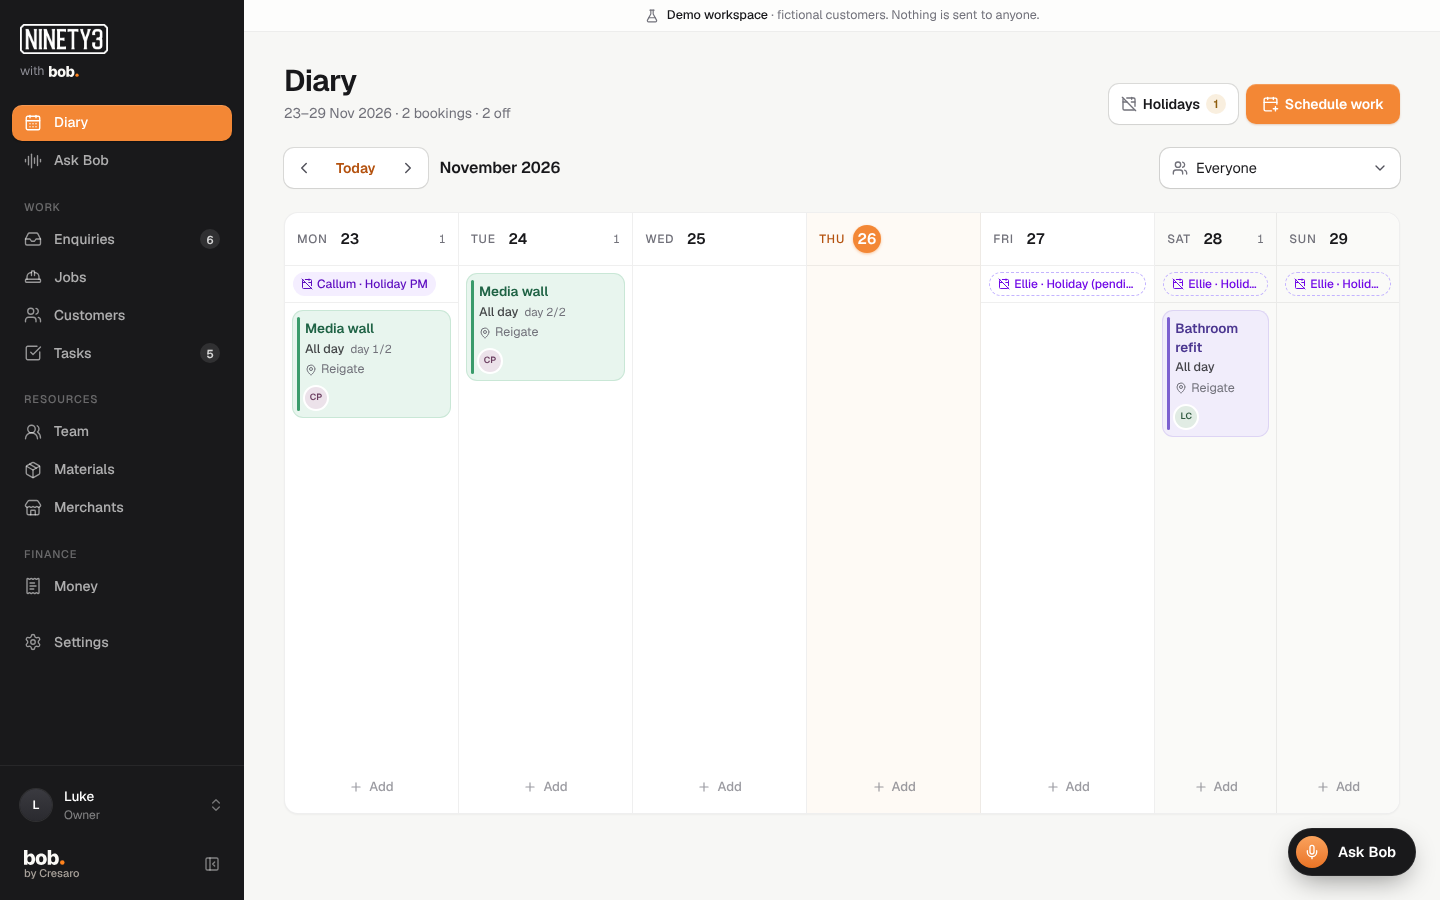 NINETY3
with bob.
Diary
Ask Bob
WORK
Enquiries 6
Jobs
Customers
Tasks 5
RESOURCES
Team
Materials
Merchants
FINANCE
Money
Settings
L
Luke
Owner
bob.
by Cresaro
Demo workspace · fictional customers. Nothing is sent to anyone.
Diary
23–29 Nov 2026 · 2 bookings · 2 off
Holidays 1
Schedule work
Today
November 2026
Everyone
MON 23 1
TUE 24 1
WED 25
THU 26
FRI 27
SAT 28 1
SUN 29
Callum · Holiday PM
Media wall
All day day 1/2
Reigate
CP
Media wall
All day day 2/2
Reigate
CP
Ellie · Holiday (pendi...
Ellie · Holid...
Ellie · Holid...
Bathroom
refit
All day
Reigate
LC
+ Add
+ Add
+ Add
+ Add
+ Add
+ Add
+ Add
Ask Bob